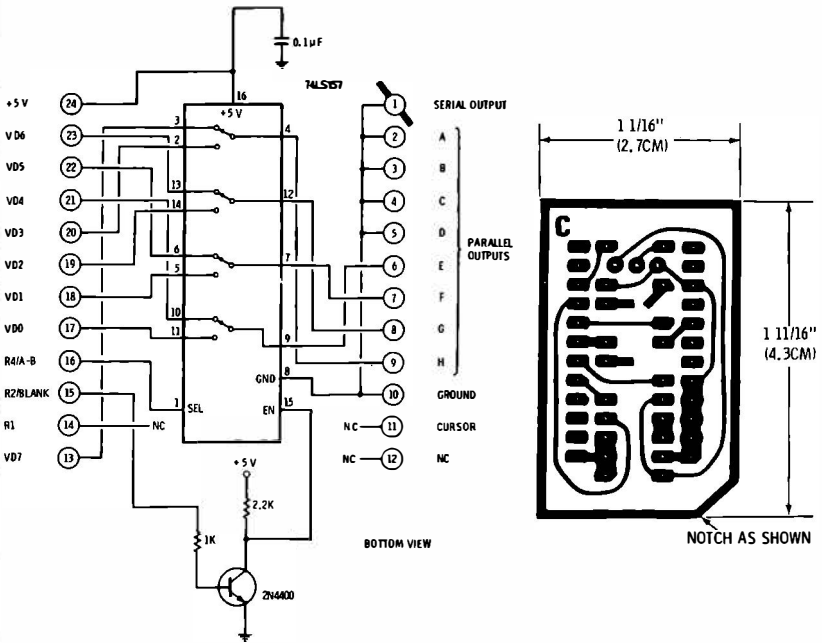 0.1µF
16
+5 V
74LS157
+5 V 24
VD6 23
VD5 22
VD4 21
VD3 20
VD2 19
VD1 18
VD0 17
R4/A-B 16
R2/BLANK 15
R1 14 NC
VD7 13
3
2
13
14
6
5
10
11
1 SEL
4
12
7
9
8
GND
15
EN
1 SERIAL OUTPUT
2 A
3 B
4 C
5 D
6 E
7 F
8 G
9 H
PARALLEL
OUTPUTS
10 GROUND
NC 11 CURSOR
NC 12 NC
+5 V
2.2K
1K
2N4400
BOTTOM VIEW
1 1/16"
(2.7CM)
C
1 11/16"
(4.3CM)
NOTCH AS SHOWN